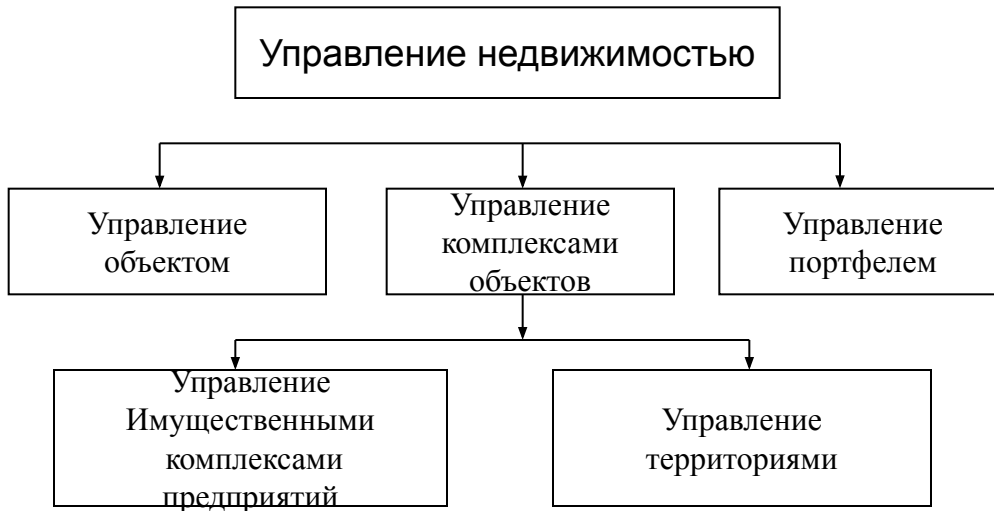 Управление недвижимостью
Управление
объектом
Управление
комплексами
объектов
Управление
портфелем
Управление
Имущественными
комплексами
предприятий
Управление
территориями